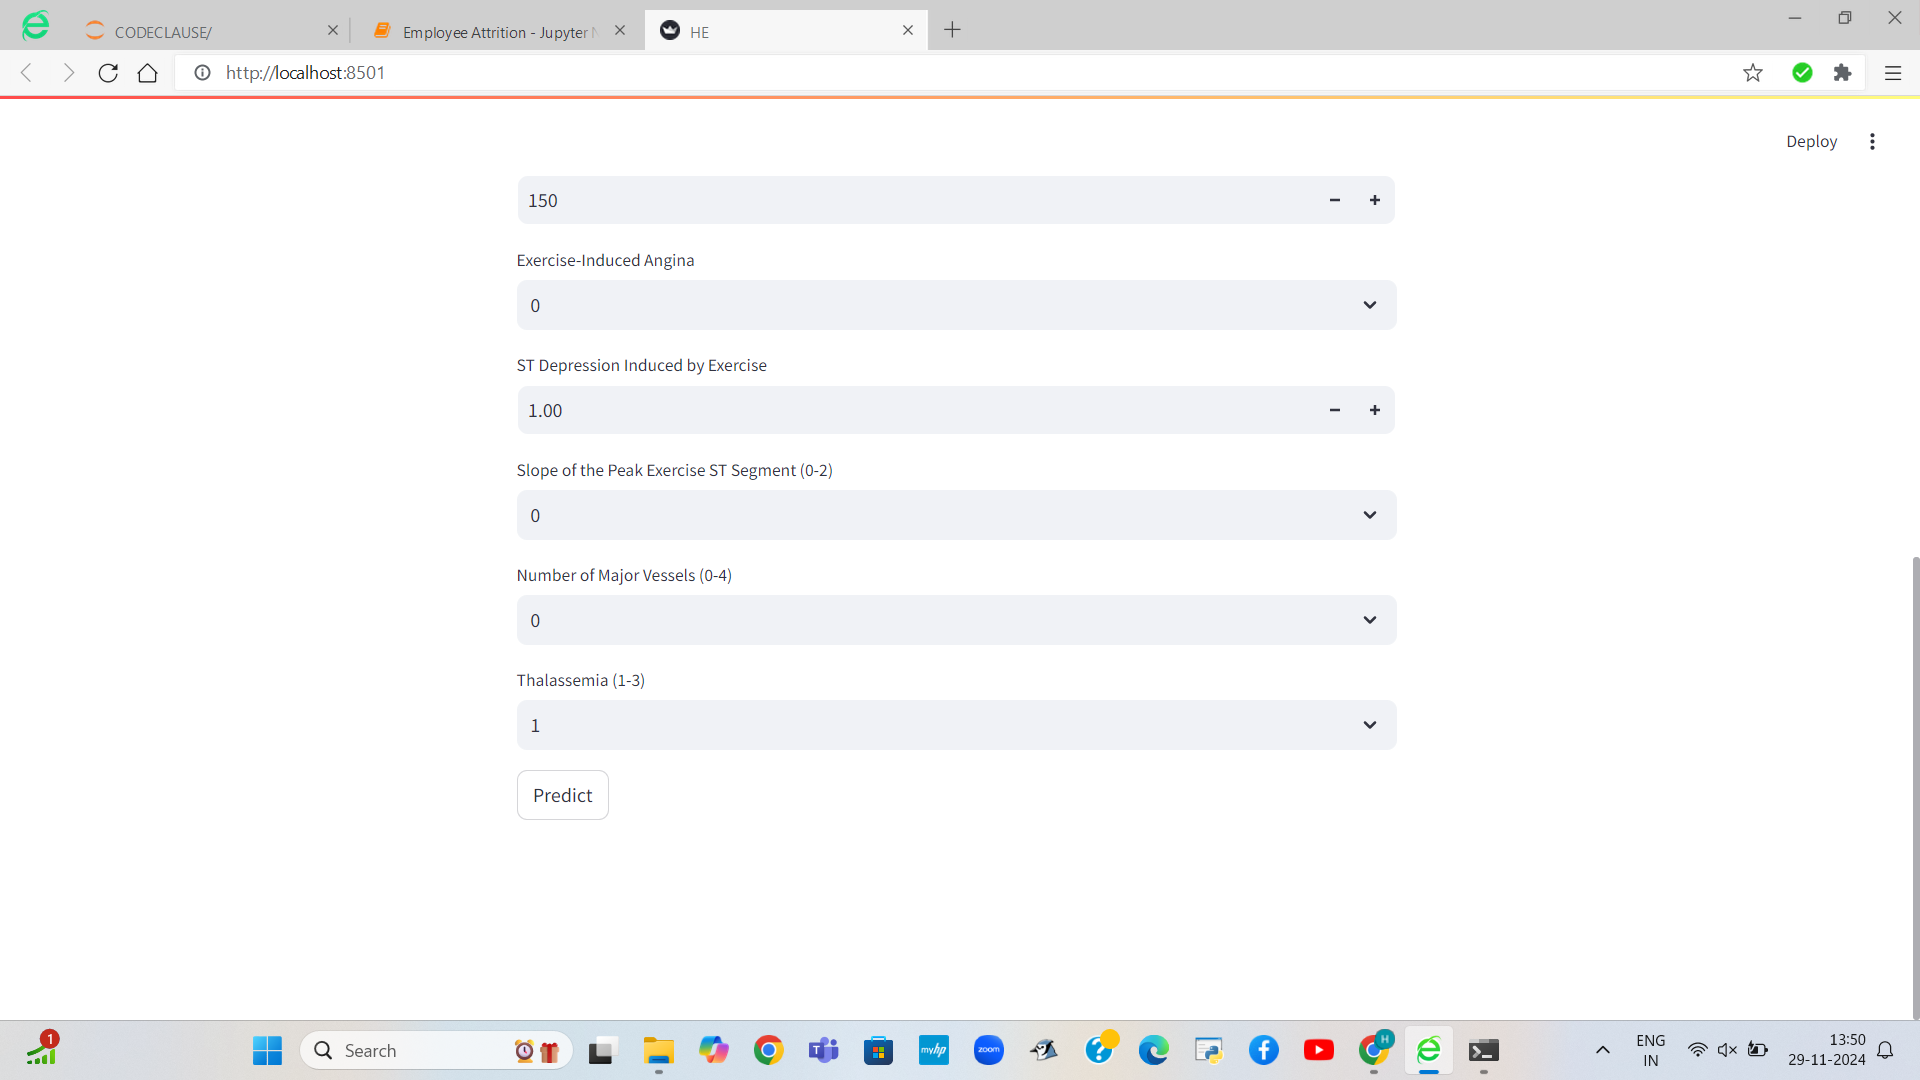 CODECLAUSE/
Employee Attrition - Jupyter N
HE
http://localhost:8501
Deploy
150
Exercise-Induced Angina
0
ST Depression Induced by Exercise
1.00
Slope of the Peak Exercise ST Segment (0-2)
0
Number of Major Vessels (0-4)
0
Thalassemia (1-3)
1
Predict
1
Search
myhp
zoom
H
ENG
IN
13:50
29-11-2024